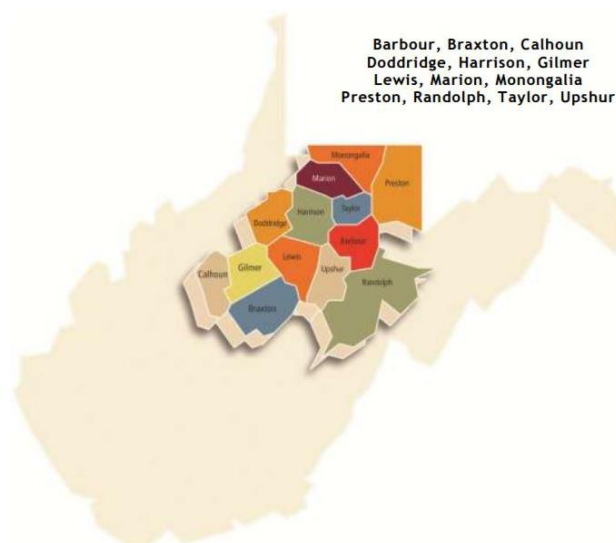 Barbour, Braxton, Calhoun
Doddridge, Harrison, Gilmer
Lewis, Marion, Monongalia
Preston, Randolph, Taylor, Upshur
Monongalia
Marion
Preston
Harrison
Taylor
Doddridge
Barbour
Lewis
Gilmer
Upshur
Calhoun
Randolph
Braxton